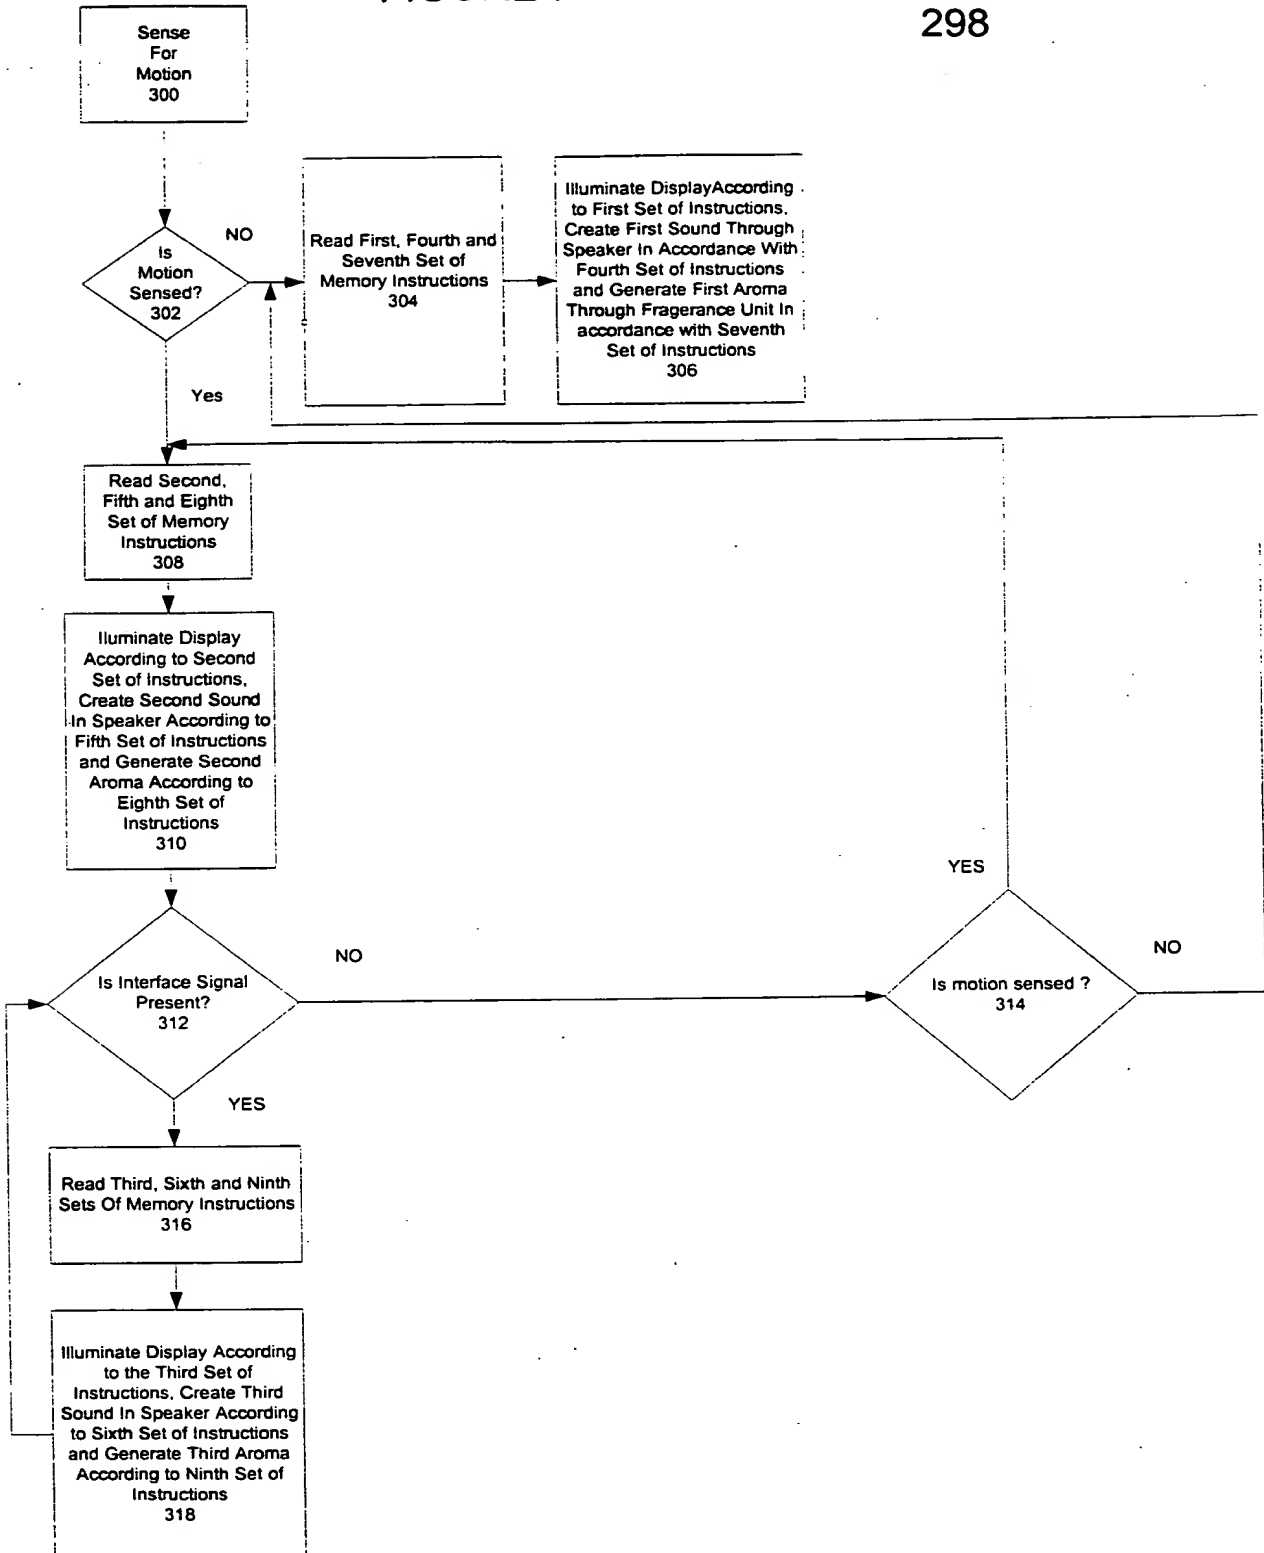 298
Sense
For
Motion
300
Is
Motion
Sensed?
302
NO
Yes
Read First, Fourth and
Seventh Set of
Memory Instructions
304
Illuminate DisplayAccording
to First Set of Instructions,
Create First Sound Through
Speaker In Accordance With
Fourth Set of Instructions
and Generate First Aroma
Through Fragerance Unit In
accordance with Seventh
Set of Instructions
306
Read Second,
Fifth and Eighth
Set of Memory
Instructions
308
Iluminate Display
According to Second
Set of Instructions,
Create Second Sound
In Speaker According to
Fifth Set of Instructions
and Generate Second
Aroma According to
Eighth Set of
Instructions
310
Is Interface Signal
Present?
312
NO
YES
Is motion sensed ?
314
YES
NO
Read Third, Sixth and Ninth
Sets Of Memory Instructions
316
Illuminate Display According
to the Third Set of
Instructions, Create Third
Sound In Speaker According
to Sixth Set of Instructions
and Generate Third Aroma
According to Ninth Set of
Instructions
318